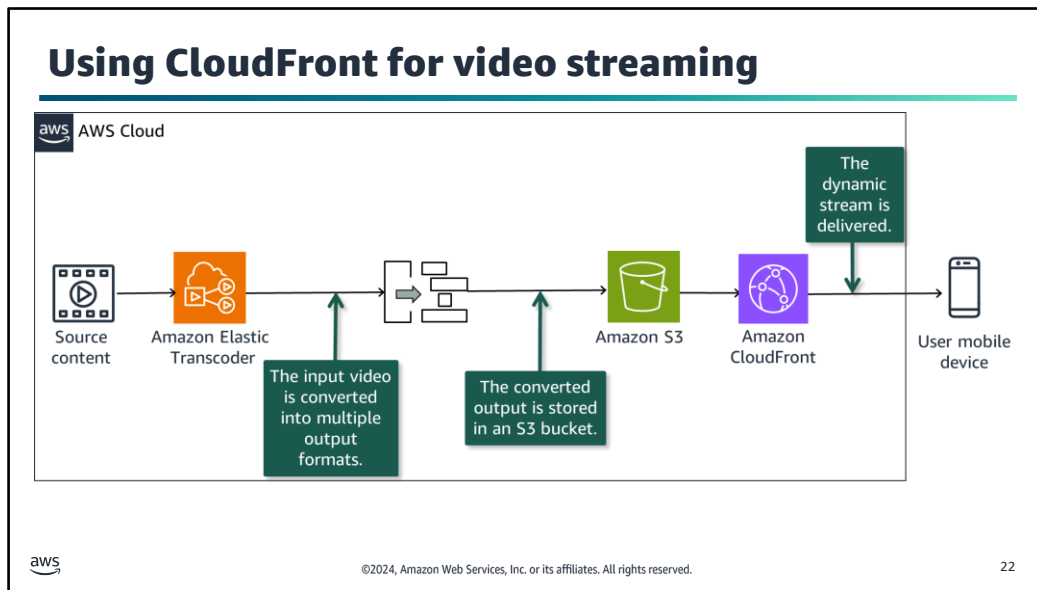 Using CloudFront for video streaming
aws
AWS Cloud
The
dynamic
stream is
delivered.
Source
content
Amazon Elastic
Transcoder
Amazon S3
Amazon
CloudFront
User mobile
device
The input video
is converted
into multiple
output
formats.
The converted
output is stored
in an S3 bucket.
aws
©2024, Amazon Web Services, Inc. or its affiliates. All rights reserved.
22